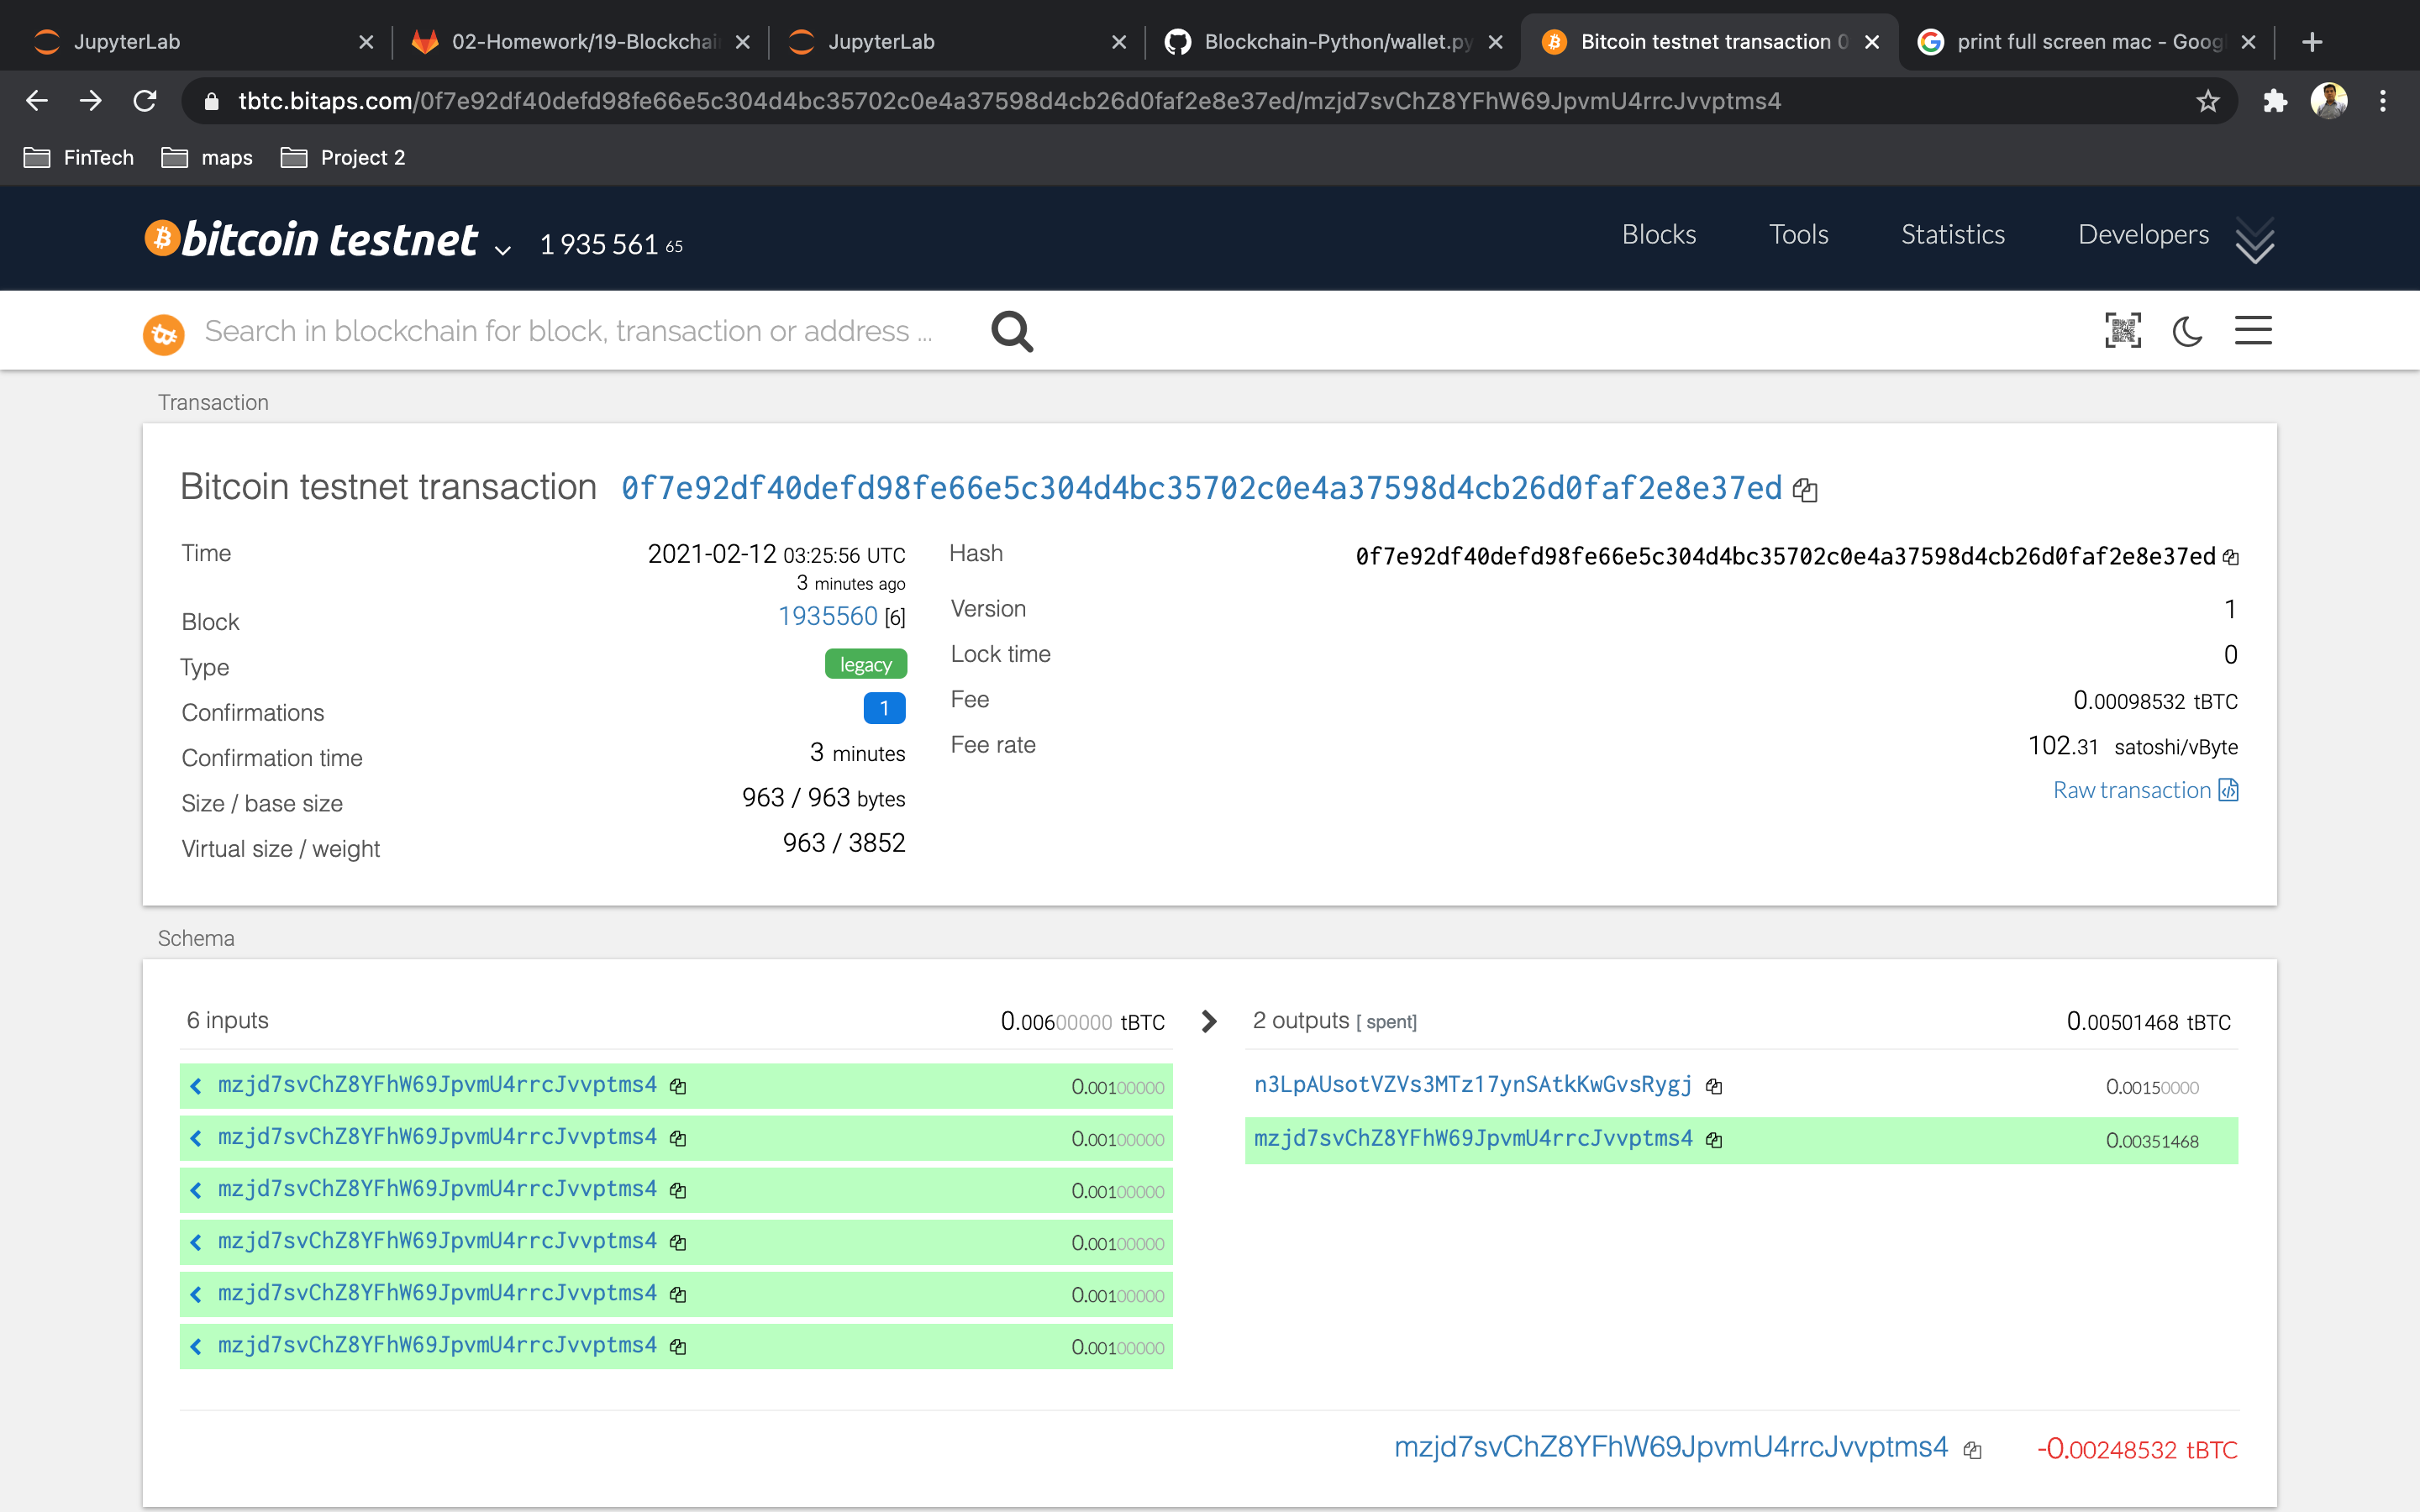 JupyterLab
02-Homework/19-Blockchai
JupyterLab
Blockchain-Python/wallet.py
Bitcoin testnet transaction 0
print full screen mac - Goog
tbtc.bitaps.com/0f7e92df40defd98fe66e5c304d4bc35702c0e4a37598d4cb26d0faf2e8e37ed/mzjd7svChZ8YFhW69JpvmU4rrcJvvptms4
FinTech maps Project 2
bitcoin testnet 1 935 561 65
Blocks Tools Statistics Developers
Search in blockchain for block, transaction or address ...
Transaction
Bitcoin testnet transaction 0f7e92df40defd98fe66e5c304d4bc35702c0e4a37598d4cb26d0faf2e8e37ed
Time 2021-02-12 03:25:56 UTC
3 minutes ago
Block 1935560 [6]
Type legacy
Confirmations 1
Confirmation time 3 minutes
Size / base size 963 / 963 bytes
Virtual size / weight 963 / 3852
Hash 0f7e92df40defd98fe66e5c304d4bc35702c0e4a37598d4cb26d0faf2e8e37ed
Version 1
Lock time 0
Fee 0.00098532 tBTC
Fee rate 102.31 satoshi/vByte
Raw transaction
Schema
6 inputs 0.00600000 tBTC
mzjd7svChZ8YFhW69JpvmU4rrcJvvptms4 0.00100000
mzjd7svChZ8YFhW69JpvmU4rrcJvvptms4 0.00100000
mzjd7svChZ8YFhW69JpvmU4rrcJvvptms4 0.00100000
mzjd7svChZ8YFhW69JpvmU4rrcJvvptms4 0.00100000
mzjd7svChZ8YFhW69JpvmU4rrcJvvptms4 0.00100000
mzjd7svChZ8YFhW69JpvmU4rrcJvvptms4 0.00100000
2 outputs [ spent] 0.00501468 tBTC
n3LpAUsotVZVs3MTz17ynSAtkKwGvsRygj 0.00150000
mzjd7svChZ8YFhW69JpvmU4rrcJvvptms4 0.00351468
mzjd7svChZ8YFhW69JpvmU4rrcJvvptms4 -0.00248532 tBTC